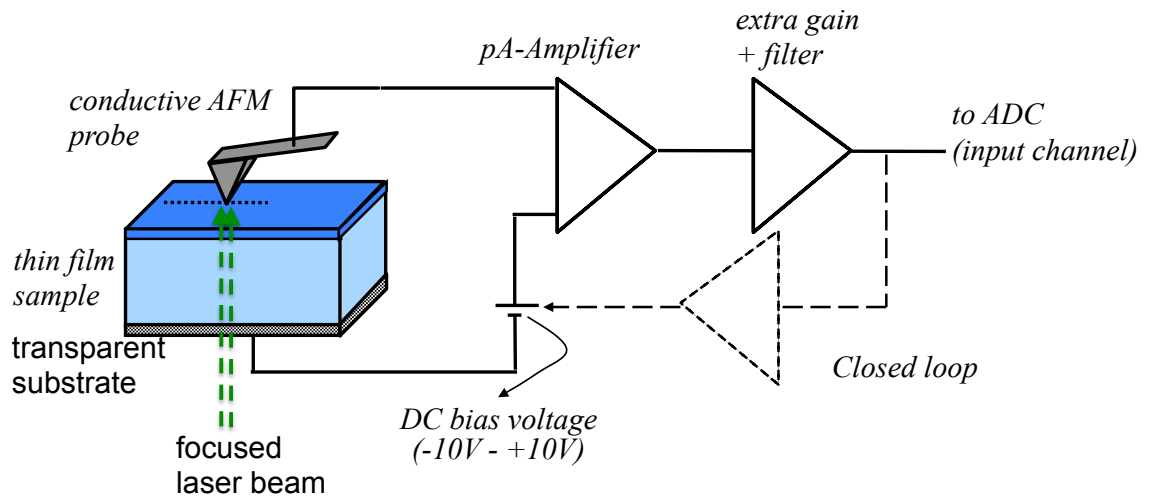 extra gain
+ filter
pA-Amplifier
conductive AFM
probe
to ADC
(input channel)
thin film
sample
transparent
substrate
Closed loop
DC bias voltage
(-10V - +10V)
focused
laser beam